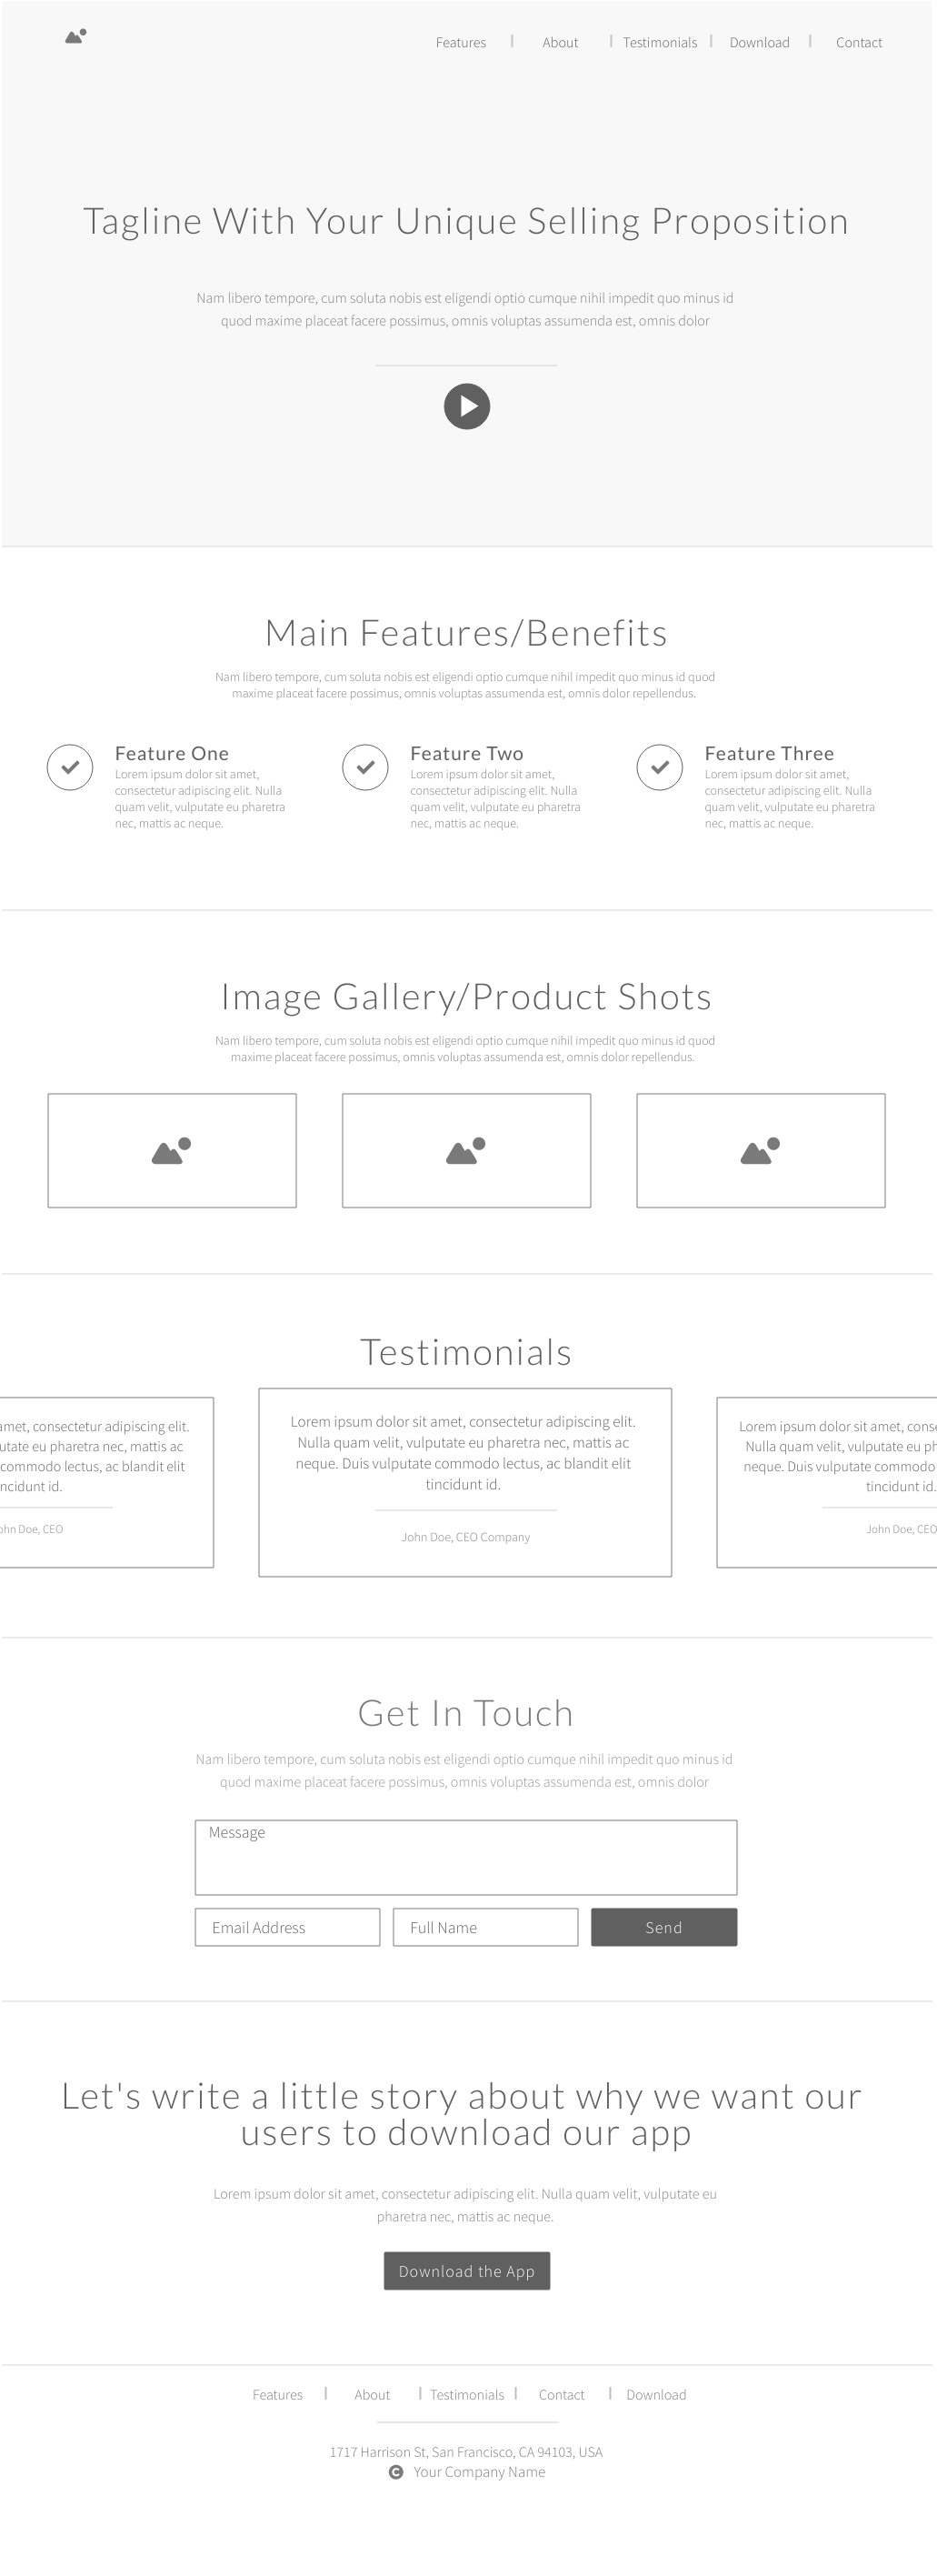 Features About Testimonials Download Contact
Tagline With Your Unique Selling Proposition
Nam libero tempore, cum soluta nobis est eligendi optio cumque nihil impedit quo minus id
quod maxime placeat facere possimus, omnis voluptas assumenda est, omnis dolor
Main Features/Benefits
Nam libero tempore, cum soluta nobis est eligendi optio cumque nihil impedit quo minus id quod
maxime placeat facere possimus, omnis voluptas assumenda est, omnis dolor repellendus.
Feature One
Lorem ipsum dolor sit amet,
consectetur adipiscing elit. Nulla
quam velit, vulputate eu pharetra
nec, mattis ac neque.
Feature Two
Lorem ipsum dolor sit amet,
consectetur adipiscing elit. Nulla
quam velit, vulputate eu pharetra
nec, mattis ac neque.
Feature Three
Lorem ipsum dolor sit amet,
consectetur adipiscing elit. Nulla
quam velit, vulputate eu pharetra
nec, mattis ac neque.
Image Gallery/Product Shots
Nam libero tempore, cum soluta nobis est eligendi optio cumque nihil impedit quo minus id quod
maxime placeat facere possimus, omnis voluptas assumenda est, omnis dolor repellendus.
Testimonials
amet, consectetur adipiscing elit.
utate eu pharetra nec, mattis ac
commodo lectus, ac blandit elit
ncidunt id.
ohn Doe, CEO
Lorem ipsum dolor sit amet, consectetur adipiscing elit.
Nulla quam velit, vulputate eu pharetra nec, mattis ac
neque. Duis vulputate commodo lectus, ac blandit elit
tincidunt id.
John Doe, CEO Company
Lorem ipsum dolor sit amet, conse
Nulla quam velit, vulputate eu ph
neque. Duis vulputate commodo
tincidunt id.
John Doe, CEO
Get In Touch
Nam libero tempore, cum soluta nobis est eligendi optio cumque nihil impedit quo minus id
quod maxime placeat facere possimus, omnis voluptas assumenda est, omnis dolor
Message
Email Address Full Name Send
Let's write a little story about why we want our
users to download our app
Lorem ipsum dolor sit amet, consectetur adipiscing elit. Nulla quam velit, vulputate eu
pharetra nec, mattis ac neque.
Download the App
Features About Testimonials Contact Download
1717 Harrison St, San Francisco, CA 94103, USA
© Your Company Name